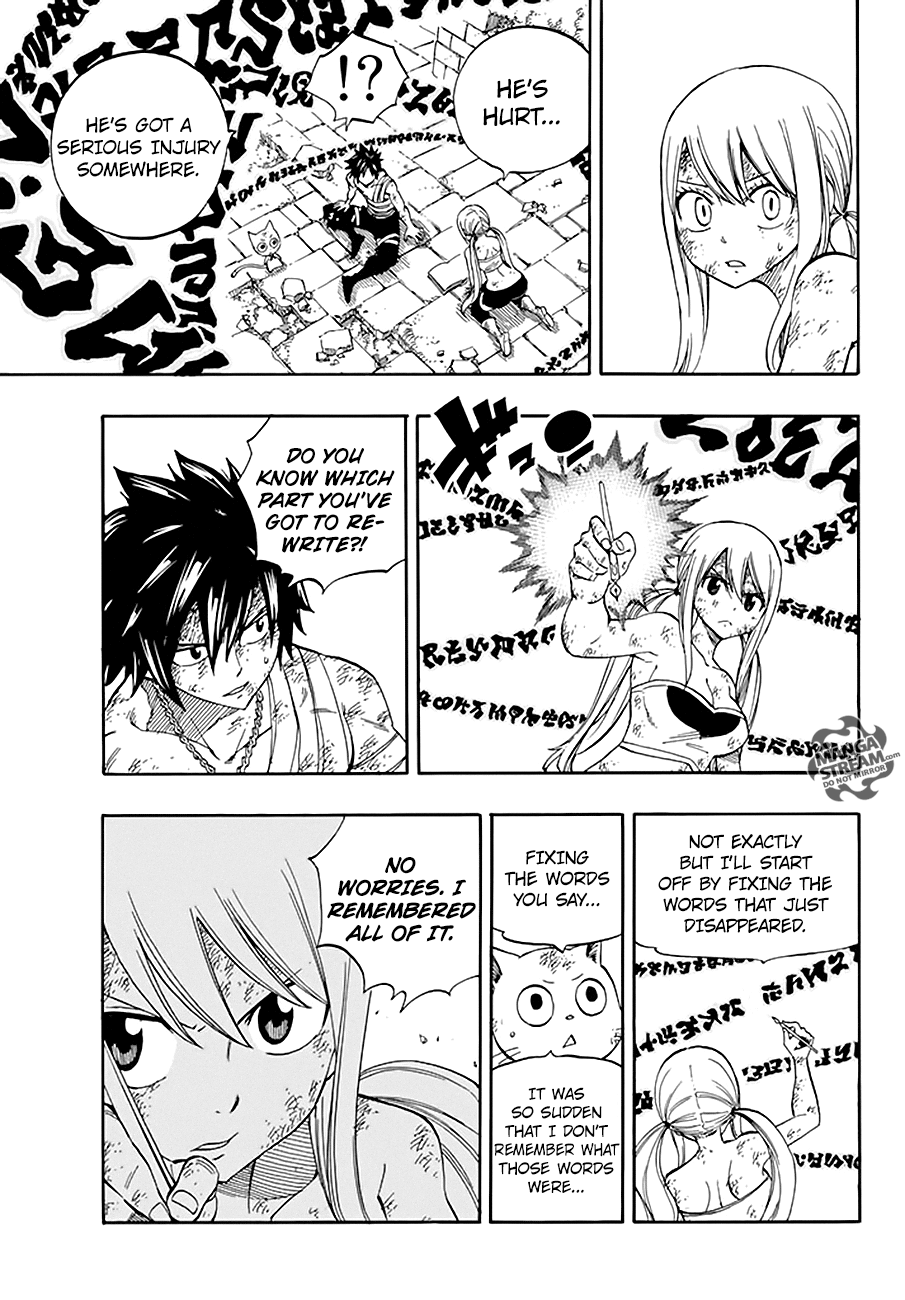 HE'S
HURT...
!?
HE'S GOT A
SERIOUS INJURY
SOMEWHERE.
ギュ
DO YOU
KNOW WHICH
PART YOU'VE
GOT TO RE-
WRITE?!
NOT EXACTLY
BUT I'LL START
OFF BY FIXING THE
WORDS THAT JUST
DISAPPEARED.
FIXING
THE WORDS
YOU SAY...
IT WAS
SO SUDDEN
THAT I DON'T
REMEMBER WHAT
THOSE WORDS
WERE...
NO
WORRIES. I
REMEMBERED
ALL OF IT.
MANGA
STREAM.com
DO NOT MIRROR